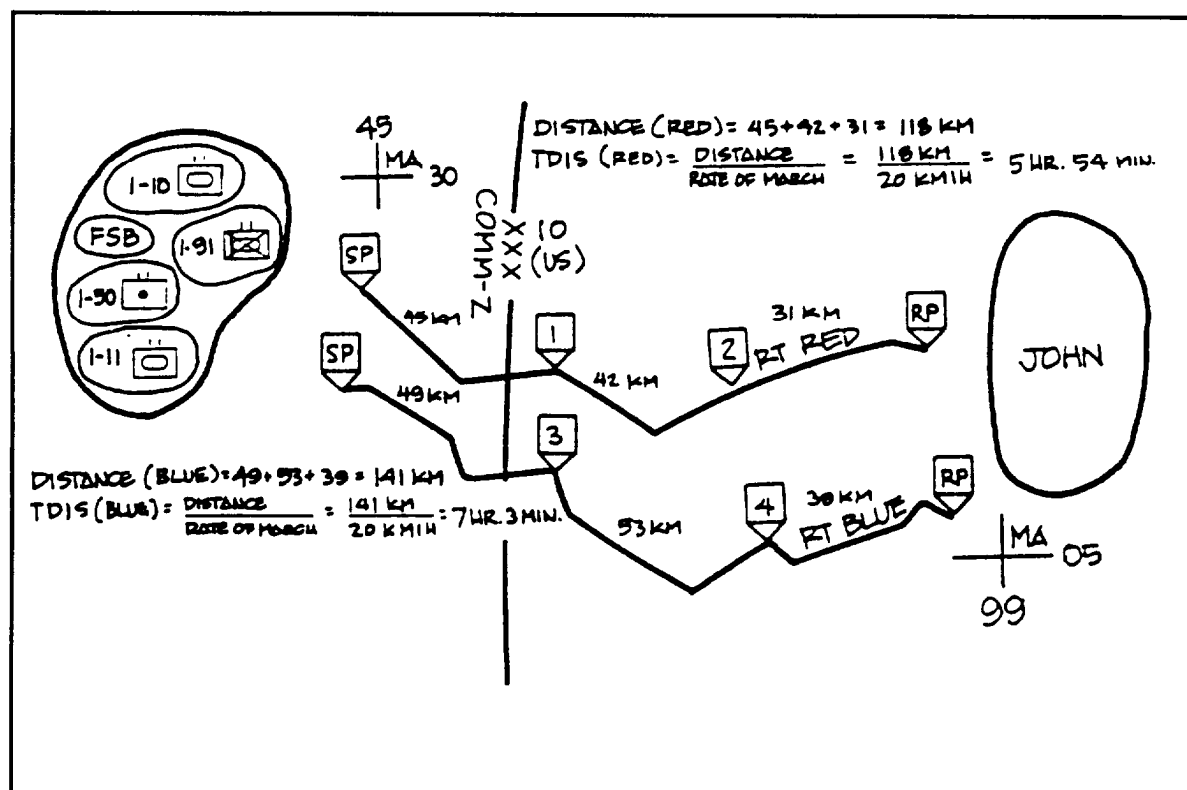 45
MA
30
DISTANCE (RED) = 45+42+31 = 118 KM
TDIS (RED) = DISTANCE / RATE OF MARCH = 118 KM / 20 KMIH = 5 HR. 54 MIN.
1-10
FSB
1-91
1-50
1-11
COMM-Z
XXX
10
(US)
SP
45 KM
1
42 KM
2
31 KM
RT RED
RP
JOHN
SP
49 KM
3
53 KM
4
39 KM
RT BLUE
RP
DISTANCE (BLUE) = 49+53+39 = 141 KM
TDIS (BLUE) = DISTANCE / RATE OF MARCH = 141 KM / 20 KMIH = 7 HR. 3 MIN.
MA
05
99